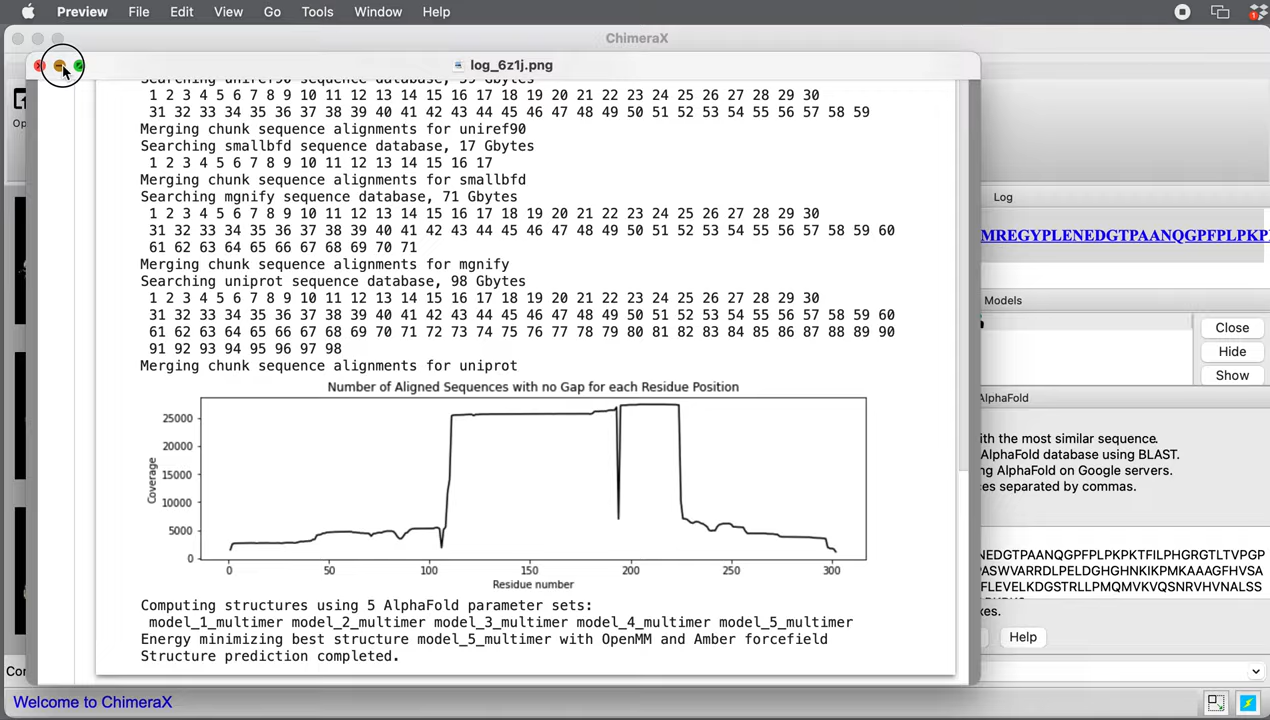 Preview File Edit View Go Tools Window Help
ChimeraX
log_6z1j.png
Searching uniref90 sequence database, 59 Gbytes
1 2 3 4 5 6 7 8 9 10 11 12 13 14 15 16 17 18 19 20 21 22 23 24 25 26 27 28 29 30
31 32 33 34 35 36 37 38 39 40 41 42 43 44 45 46 47 48 49 50 51 52 53 54 55 56 57 58 59
Merging chunk sequence alignments for uniref90
Searching smallbfd sequence database, 17 Gbytes
1 2 3 4 5 6 7 8 9 10 11 12 13 14 15 16 17
Merging chunk sequence alignments for smallbfd
Searching mgnify sequence database, 71 Gbytes
1 2 3 4 5 6 7 8 9 10 11 12 13 14 15 16 17 18 19 20 21 22 23 24 25 26 27 28 29 30
31 32 33 34 35 36 37 38 39 40 41 42 43 44 45 46 47 48 49 50 51 52 53 54 55 56 57 58 59 60
61 62 63 64 65 66 67 68 69 70 71
Merging chunk sequence alignments for mgnify
Searching uniprot sequence database, 98 Gbytes
1 2 3 4 5 6 7 8 9 10 11 12 13 14 15 16 17 18 19 20 21 22 23 24 25 26 27 28 29 30
31 32 33 34 35 36 37 38 39 40 41 42 43 44 45 46 47 48 49 50 51 52 53 54 55 56 57 58 59 60
61 62 63 64 65 66 67 68 69 70 71 72 73 74 75 76 77 78 79 80 81 82 83 84 85 86 87 88 89 90
91 92 93 94 95 96 97 98
Merging chunk sequence alignments for uniprot
Number of Aligned Sequences with no Gap for each Residue Position
25000
20000
15000
10000
5000
0
Coverage
0 50 100 150 200 250 300
Residue number
Computing structures using 5 AlphaFold parameter sets:
model_1_multimer model_2_multimer model_3_multimer model_4_multimer model_5_multimer
Energy minimizing best structure model_5_multimer with OpenMM and Amber forcefield
Structure prediction completed.
Op
Log
MREGYPLENEDGTPAANQGPFPLPKP
Models
Close
Hide
Show
AlphaFold
ith the most similar sequence.
AlphaFold database using BLAST.
ng AlphaFold on Google servers.
es separated by commas.
NEDGTPAANQGPFPLPKPKTFILPHGRGTLTVPGP
PASWVARRDLPELDGHGHNKIKPMKAAAGFHVSA
FLEVELKDGSTRLLPMQMVKVQSNRVHVNALSS
xes.
Help
Co
Welcome to ChimeraX
1